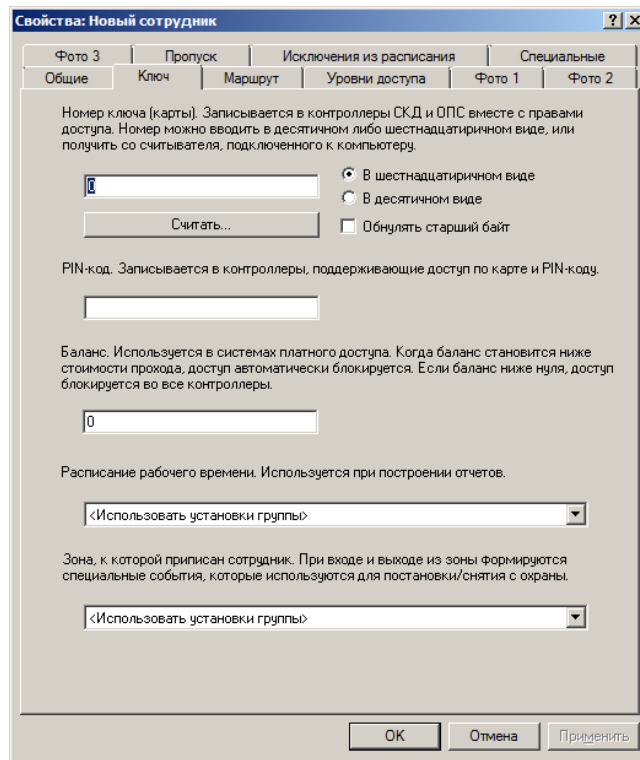 Свойства: Новый сотрудник
Фото 3 Пропуск Исключения из расписания Специальные
Общие Ключ Маршрут Уровни доступа Фото 1 Фото 2
Номер ключа (карты). Записывается в контроллеры СКД и ОПС вместе с правами
доступа. Номер можно вводить в десятичном либо шестнадцатиричном виде, или
получить со считывателя, подключенного к компьютеру.
0
В шестнадцатиричном виде
В десятичном виде
Считать...
Обнулять старший байт
PIN-код. Записывается в контроллеры, поддерживающие доступ по карте и PIN-коду.
Баланс. Используется в системах платного доступа. Когда баланс становится ниже
стоимости прохода, доступ автоматически блокируется. Если баланс ниже нуля, доступ
блокируется во все контроллеры.
0
Расписание рабочего времени. Используется при построении отчетов.
<Использовать установки группы>
Зона, к которой приписан сотрудник. При входе и выходе из зоны формируются
специальные события, которые используются для постановки/снятия с охраны.
<Использовать установки группы>
OK Отмена Применить